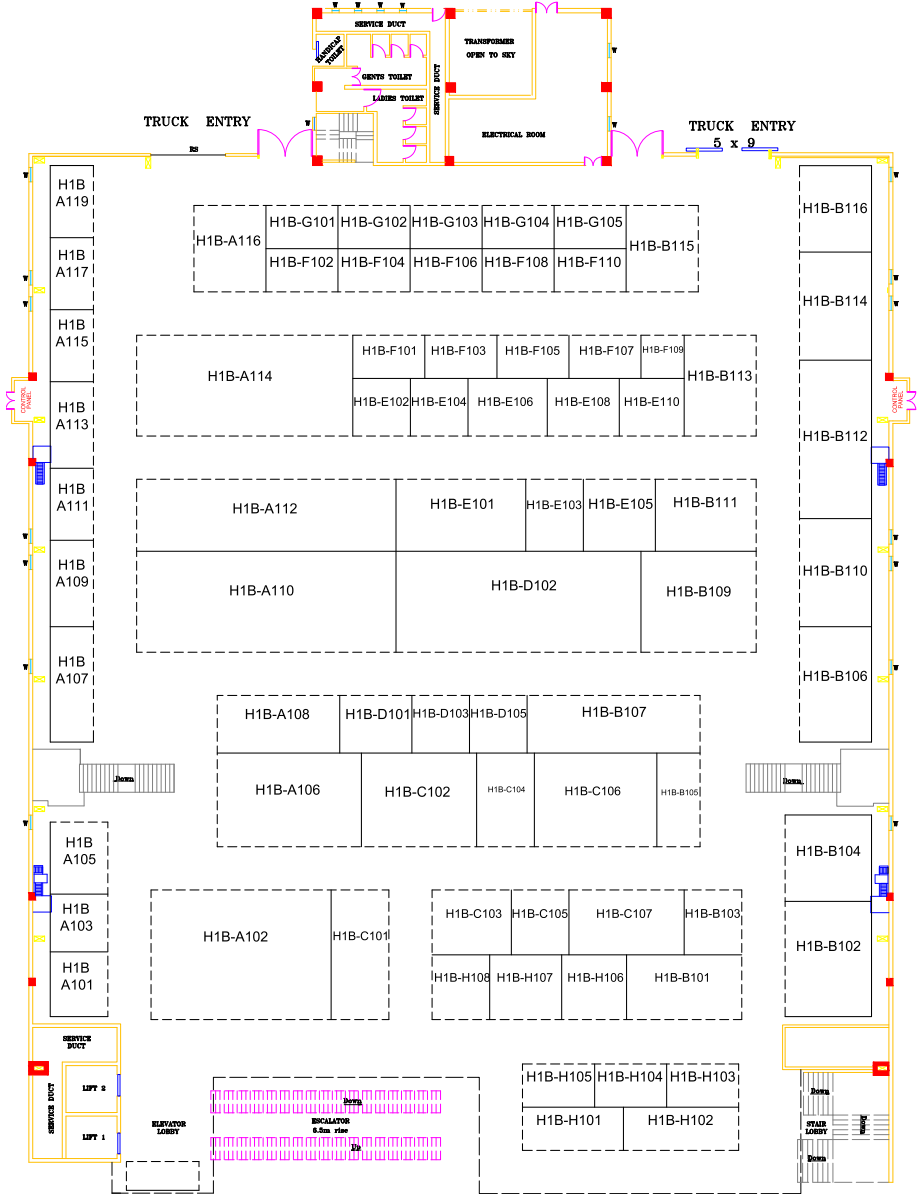 W W W W
SERVICE DUCT
HANDICAP
TOILET
TRANSFORMER
OPEN TO SKY
W
GENTS TOILET
SERVICE DUCT
LADIES TOILET
W
W
ELECTRICAL ROOM
TRUCK ENTRY
TRUCK ENTRY
5 x 9
RS
W
W
H1B
A119
H1B-B116
H1B-A116
H1B-G101
H1B-G102
H1B-G103
H1B-G104
H1B-G105
H1B-B115
H1B-F102
H1B-F104
H1B-F106
H1B-F108
H1B-F110
H1B
A117
W
W
W
W
H1B-B114
H1B
A115
H1B-A114
H1B-F101
H1B-F103
H1B-F105
H1B-F107
H1B-F109
H1B-B113
H1B-E102
H1B-E104
H1B-E106
H1B-E108
H1B-E110
CONTROL
PANEL
CONTROL
PANEL
H1B
A113
H1B-B112
H1B
A111
H1B-A112
H1B-E101
H1B-E103
H1B-E105
H1B-B111
W
W
W
W
H1B
A109
H1B-A110
H1B-D102
H1B-B109
H1B-B110
H1B
A107
W
W
H1B-B106
H1B-A108
H1B-D101
H1B-D103
H1B-D105
H1B-B107
Down
Down
H1B-A106
H1B-C102
H1B-C104
H1B-C106
H1B-B105
W
W
H1B
A105
H1B-B104
H1B
A103
H1B-A102
H1B-C101
H1B-C103
H1B-C105
H1B-C107
H1B-B103
H1B-B102
H1B
A101
H1B-H108
H1B-H107
H1B-H106
H1B-B101
SERVICE
DUCT
SERVICE DUCT
LIFT 2
LIFT 1
ELEVATOR
LOBBY
Down
ESCALATOR
6.5m rise
Up
H1B-H105
H1B-H104
H1B-H103
H1B-H101
H1B-H102
Down
STAIR
LOBBY
Down
Down